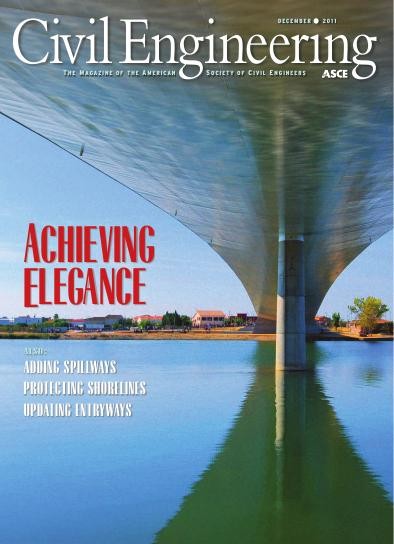 DECEMBER • 2011
Civil Engineering
THE MAGAZINE OF THE AMERICAN SOCIETY OF CIVIL ENGINEERS
ASCE
ACHIEVING
ELEGANCE
ALSO:
ADDING SPILLWAYS
PROTECTING SHORELINES
UPDATING ENTRYWAYS